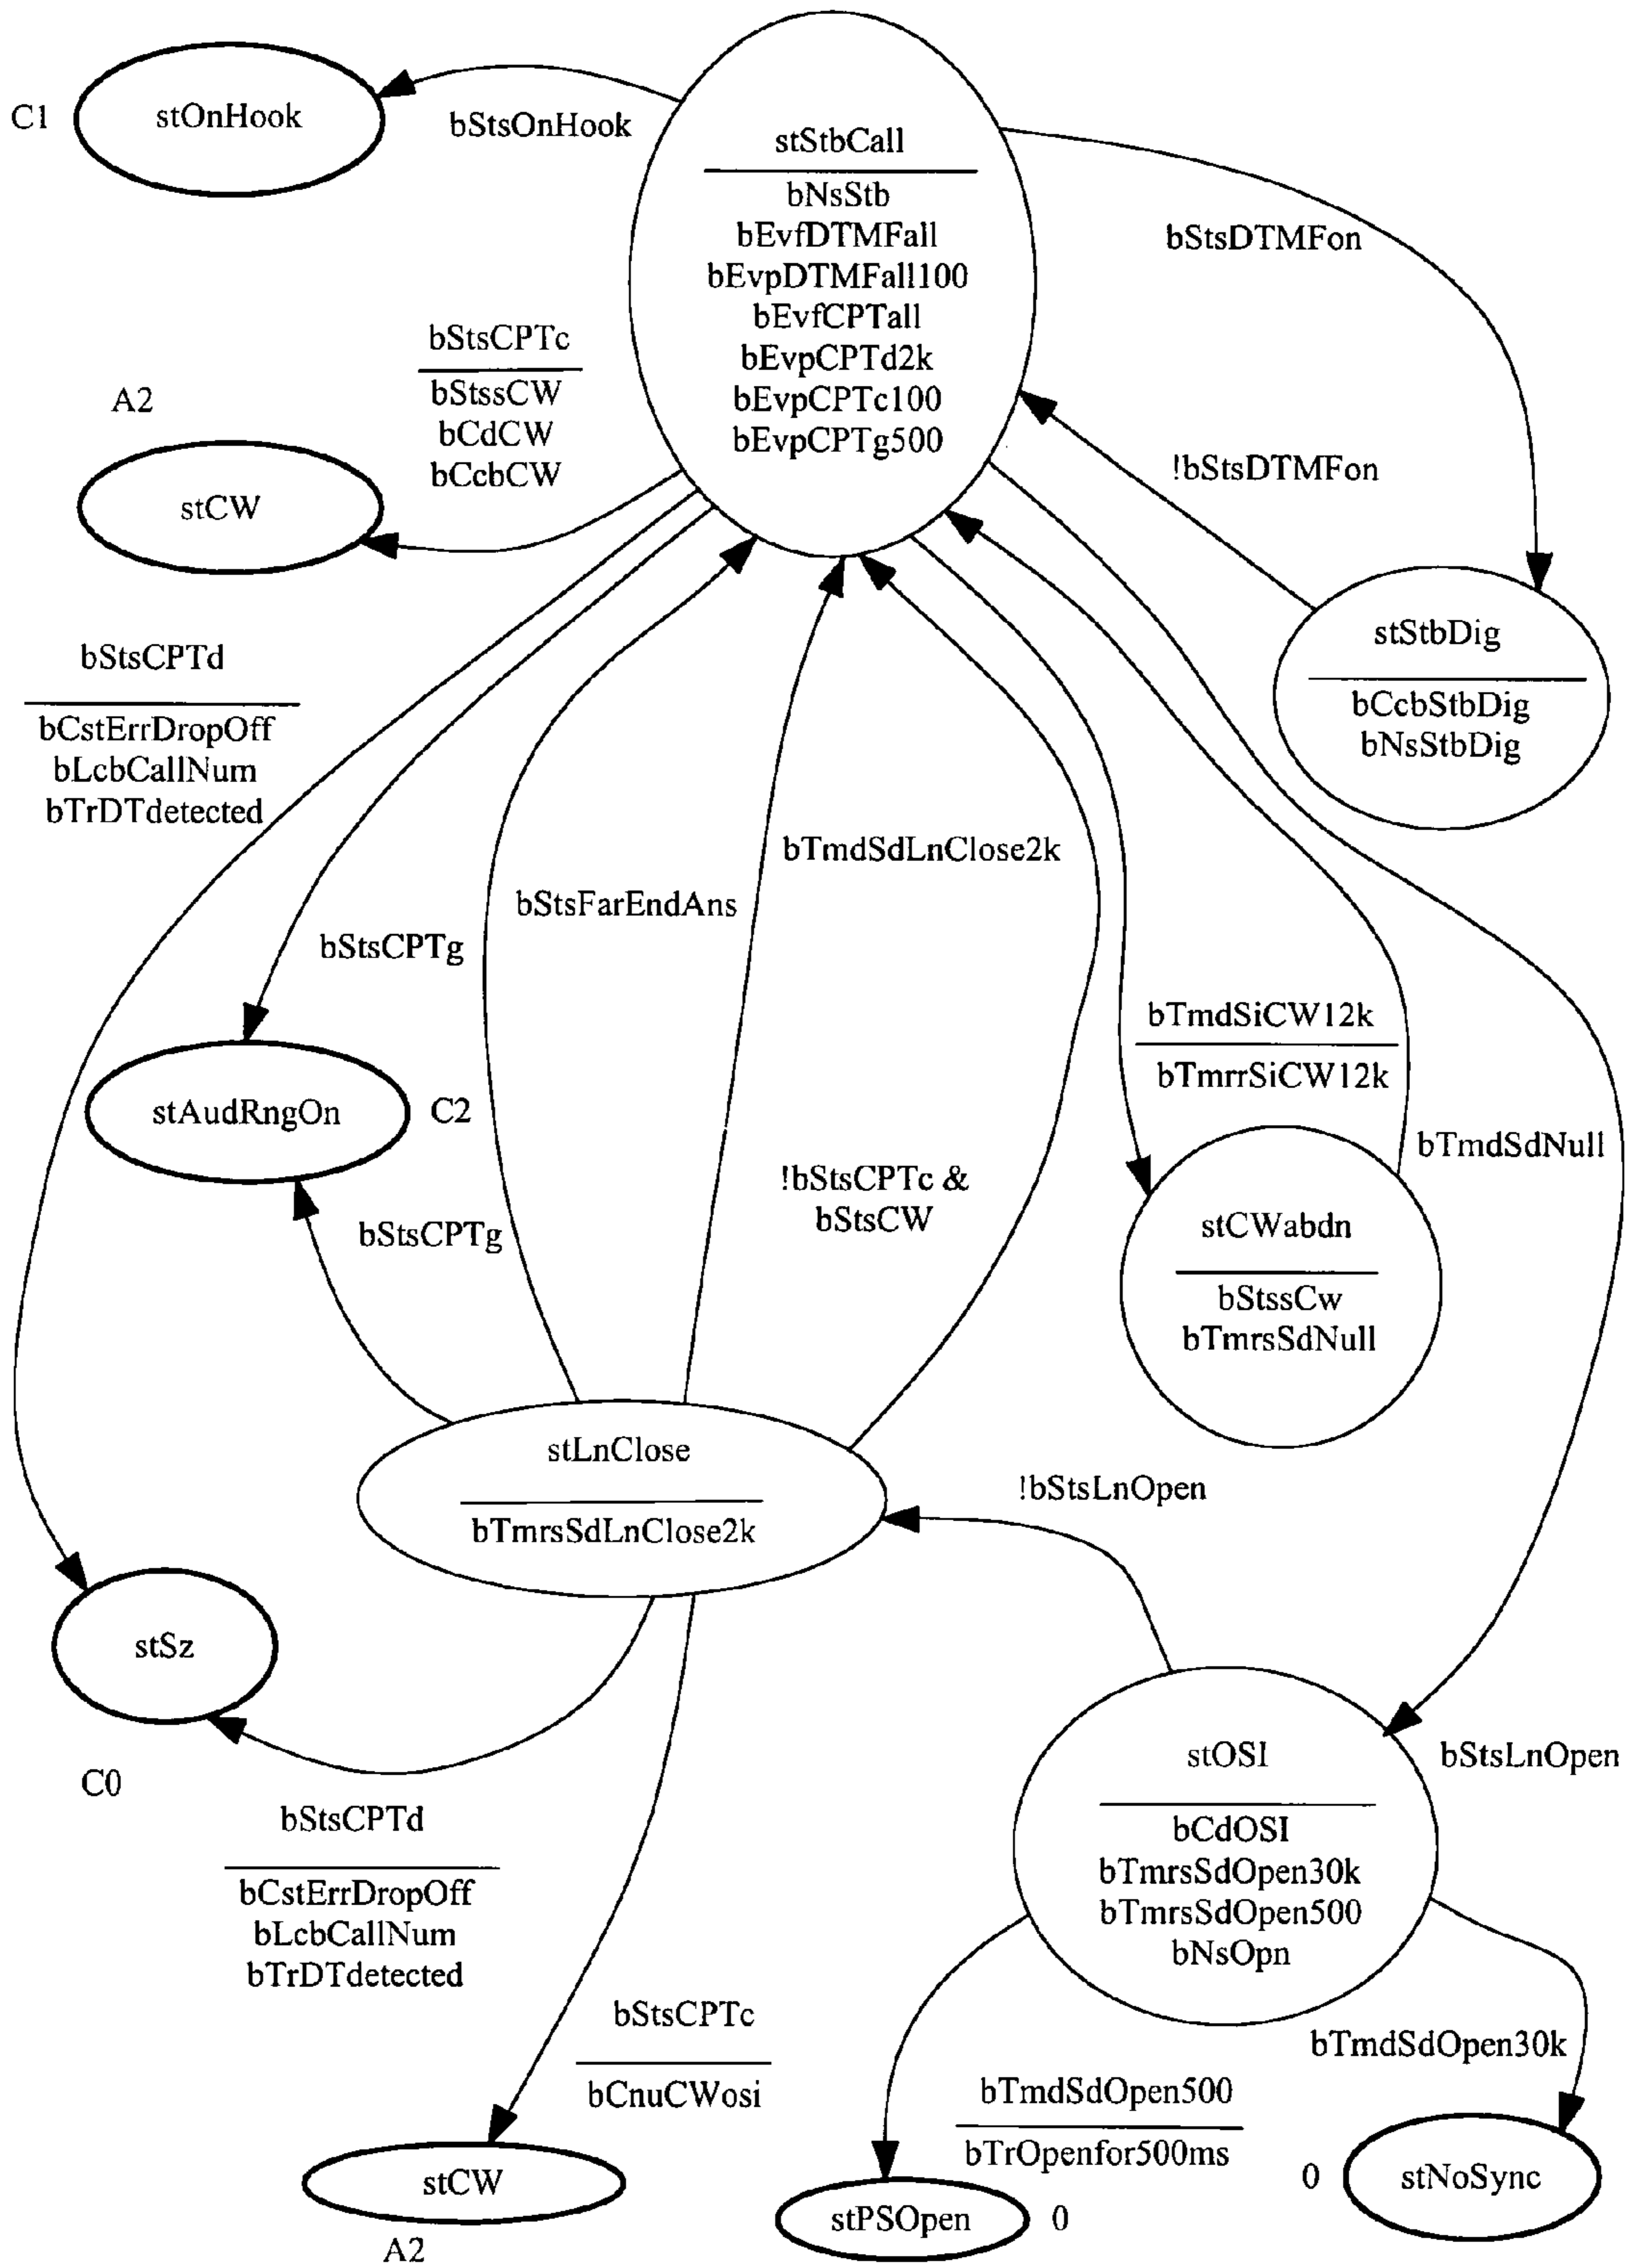 C1
stOnHook
bStsOnHook
stStbCall
bNsStb
bEvfDTMFall
bEvpDTMFall100
bEvfCPTall
bEvpCPTd2k
bEvpCPTc100
bEvpCPTg500
bStsDTMFon
bStsCPTc
bStssCW
bCdCW
bCcbCW
A2
stCW
!bStsDTMFon
stStbDig
bCcbStbDig
bNsStbDig
bStsCPTd
bCstErrDropOff
bLcbCallNum
bTrDTdetected
bTmdSdLnClose2k
bStsFarEndAns
bStsCPTg
bTmdSiCW12k
bTmrrSiCW12k
stAudRngOn
C2
bTmdSdNull
!bStsCPTc &
bStsCW
bStsCPTg
stCWabdn
bStssCw
bTmrsSdNull
stLnClose
bTmrsSdLnClose2k
!bStsLnOpen
stSz
C0
stOSI
bCdOSI
bTmrsSdOpen30k
bTmrsSdOpen500
bNsOpn
bStsLnOpen
bStsCPTd
bCstErrDropOff
bLcbCallNum
bTrDTdetected
bStsCPTc
bCnuCWosi
bTmdSdOpen30k
bTmdSdOpen500
bTrOpenfor500ms
stCW
A2
stPSOpen
0
0
stNoSync